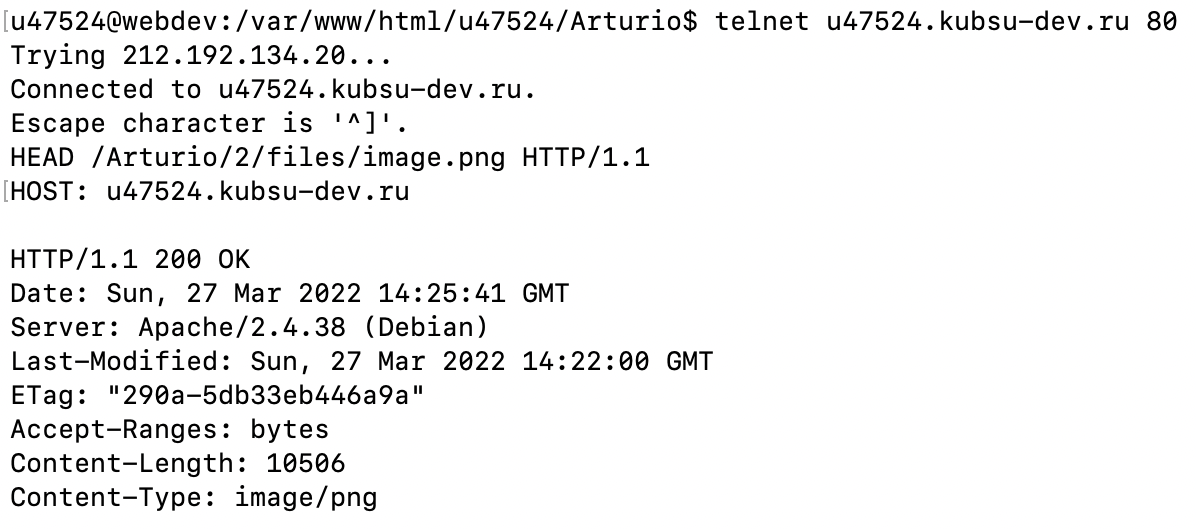 [u47524@webdev:/var/www/html/u47524/Arturio$ telnet u47524.kubsu-dev.ru 80
Trying 212.192.134.20...
Connected to u47524.kubsu-dev.ru.
Escape character is '^]'.
HEAD /Arturio/2/files/image.png HTTP/1.1
[HOST: u47524.kubsu-dev.ru

HTTP/1.1 200 OK
Date: Sun, 27 Mar 2022 14:25:41 GMT
Server: Apache/2.4.38 (Debian)
Last-Modified: Sun, 27 Mar 2022 14:22:00 GMT
ETag: "290a-5db33eb446a9a"
Accept-Ranges: bytes
Content-Length: 10506
Content-Type: image/png